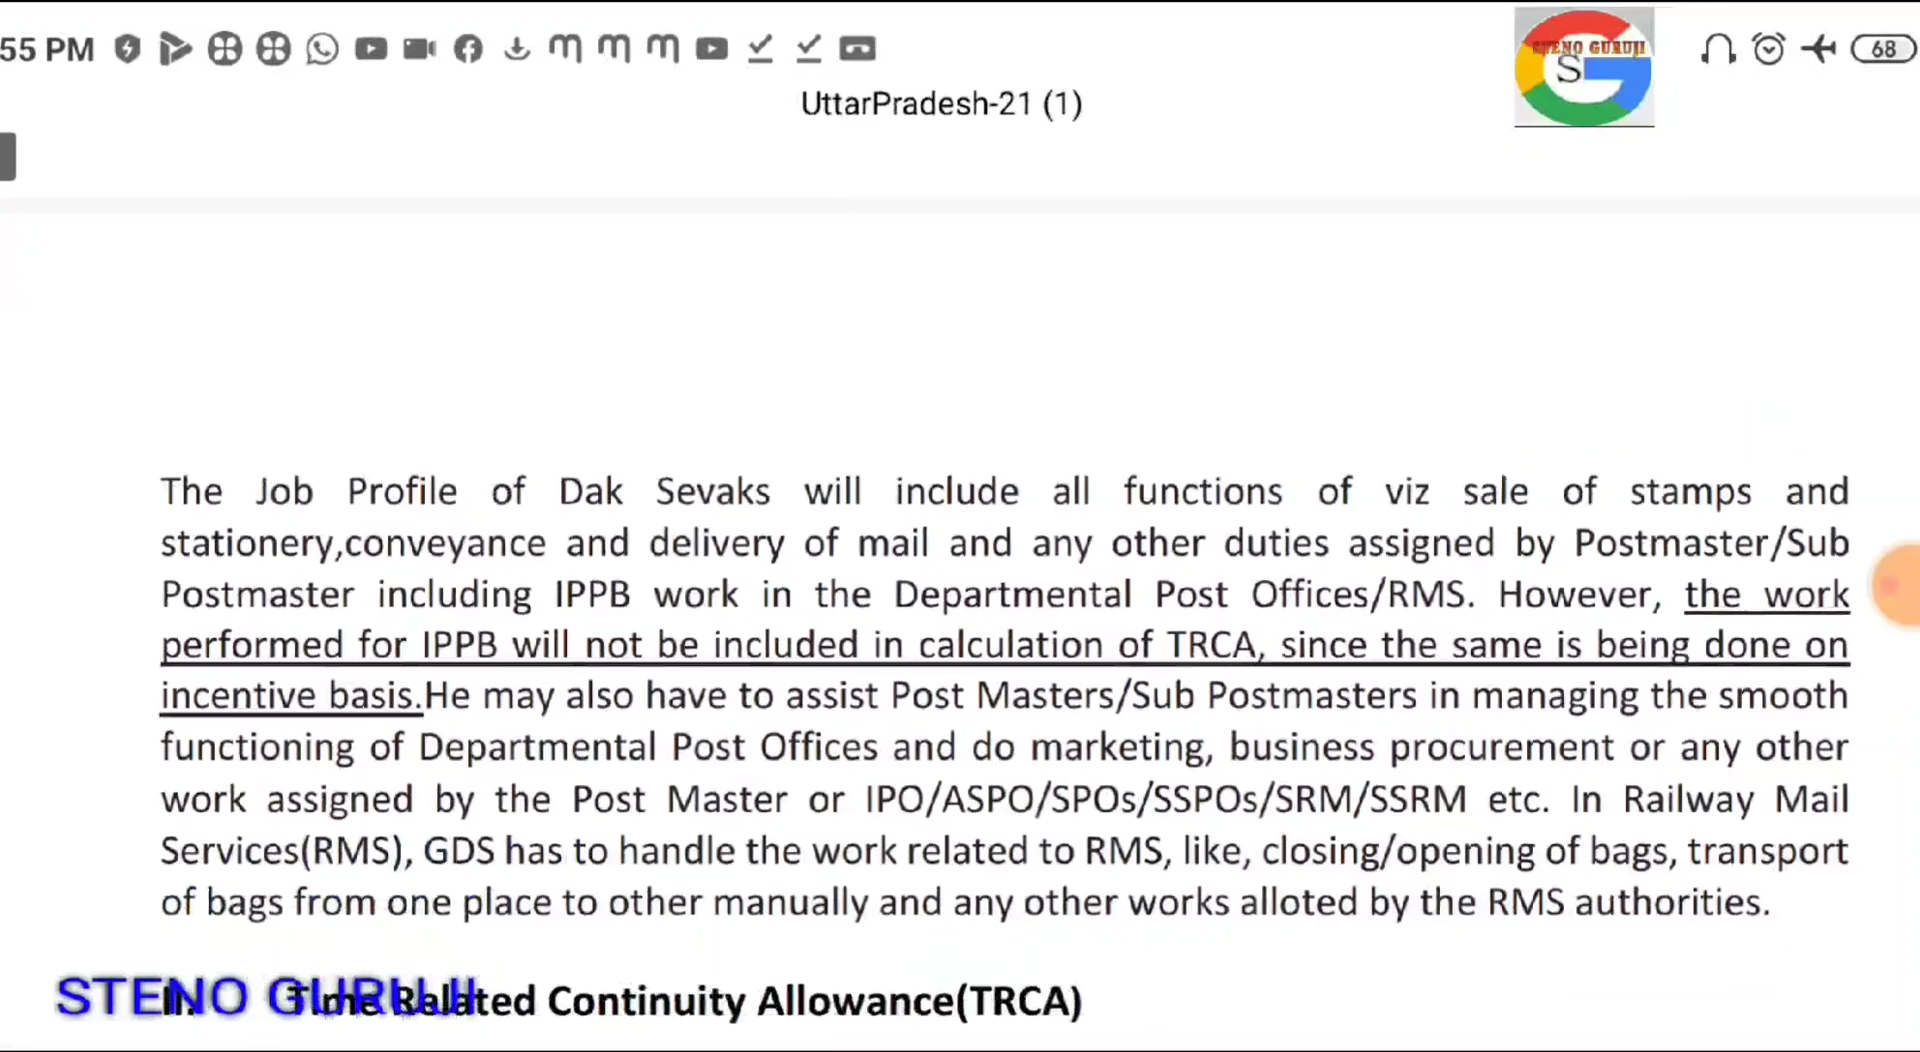 55 PM
68
STENO GURUJI
S
UttarPradesh-21 (1)
The Job Profile of Dak Sevaks will include all functions of viz sale of stamps and
stationery,conveyance and delivery of mail and any other duties assigned by Postmaster/Sub
Postmaster including IPPB work in the Departmental Post Offices/RMS. However, the work
performed for IPPB will not be included in calculation of TRCA, since the same is being done on
incentive basis.He may also have to assist Post Masters/Sub Postmasters in managing the smooth
functioning of Departmental Post Offices and do marketing, business procurement or any other
work assigned by the Post Master or IPO/ASPO/SPOs/SSPOs/SRM/SSRM etc. In Railway Mail
Services(RMS), GDS has to handle the work related to RMS, like, closing/opening of bags, transport
of bags from one place to other manually and any other works alloted by the RMS authorities.
STENO GURUJI
Time Related Continuity Allowance(TRCA)